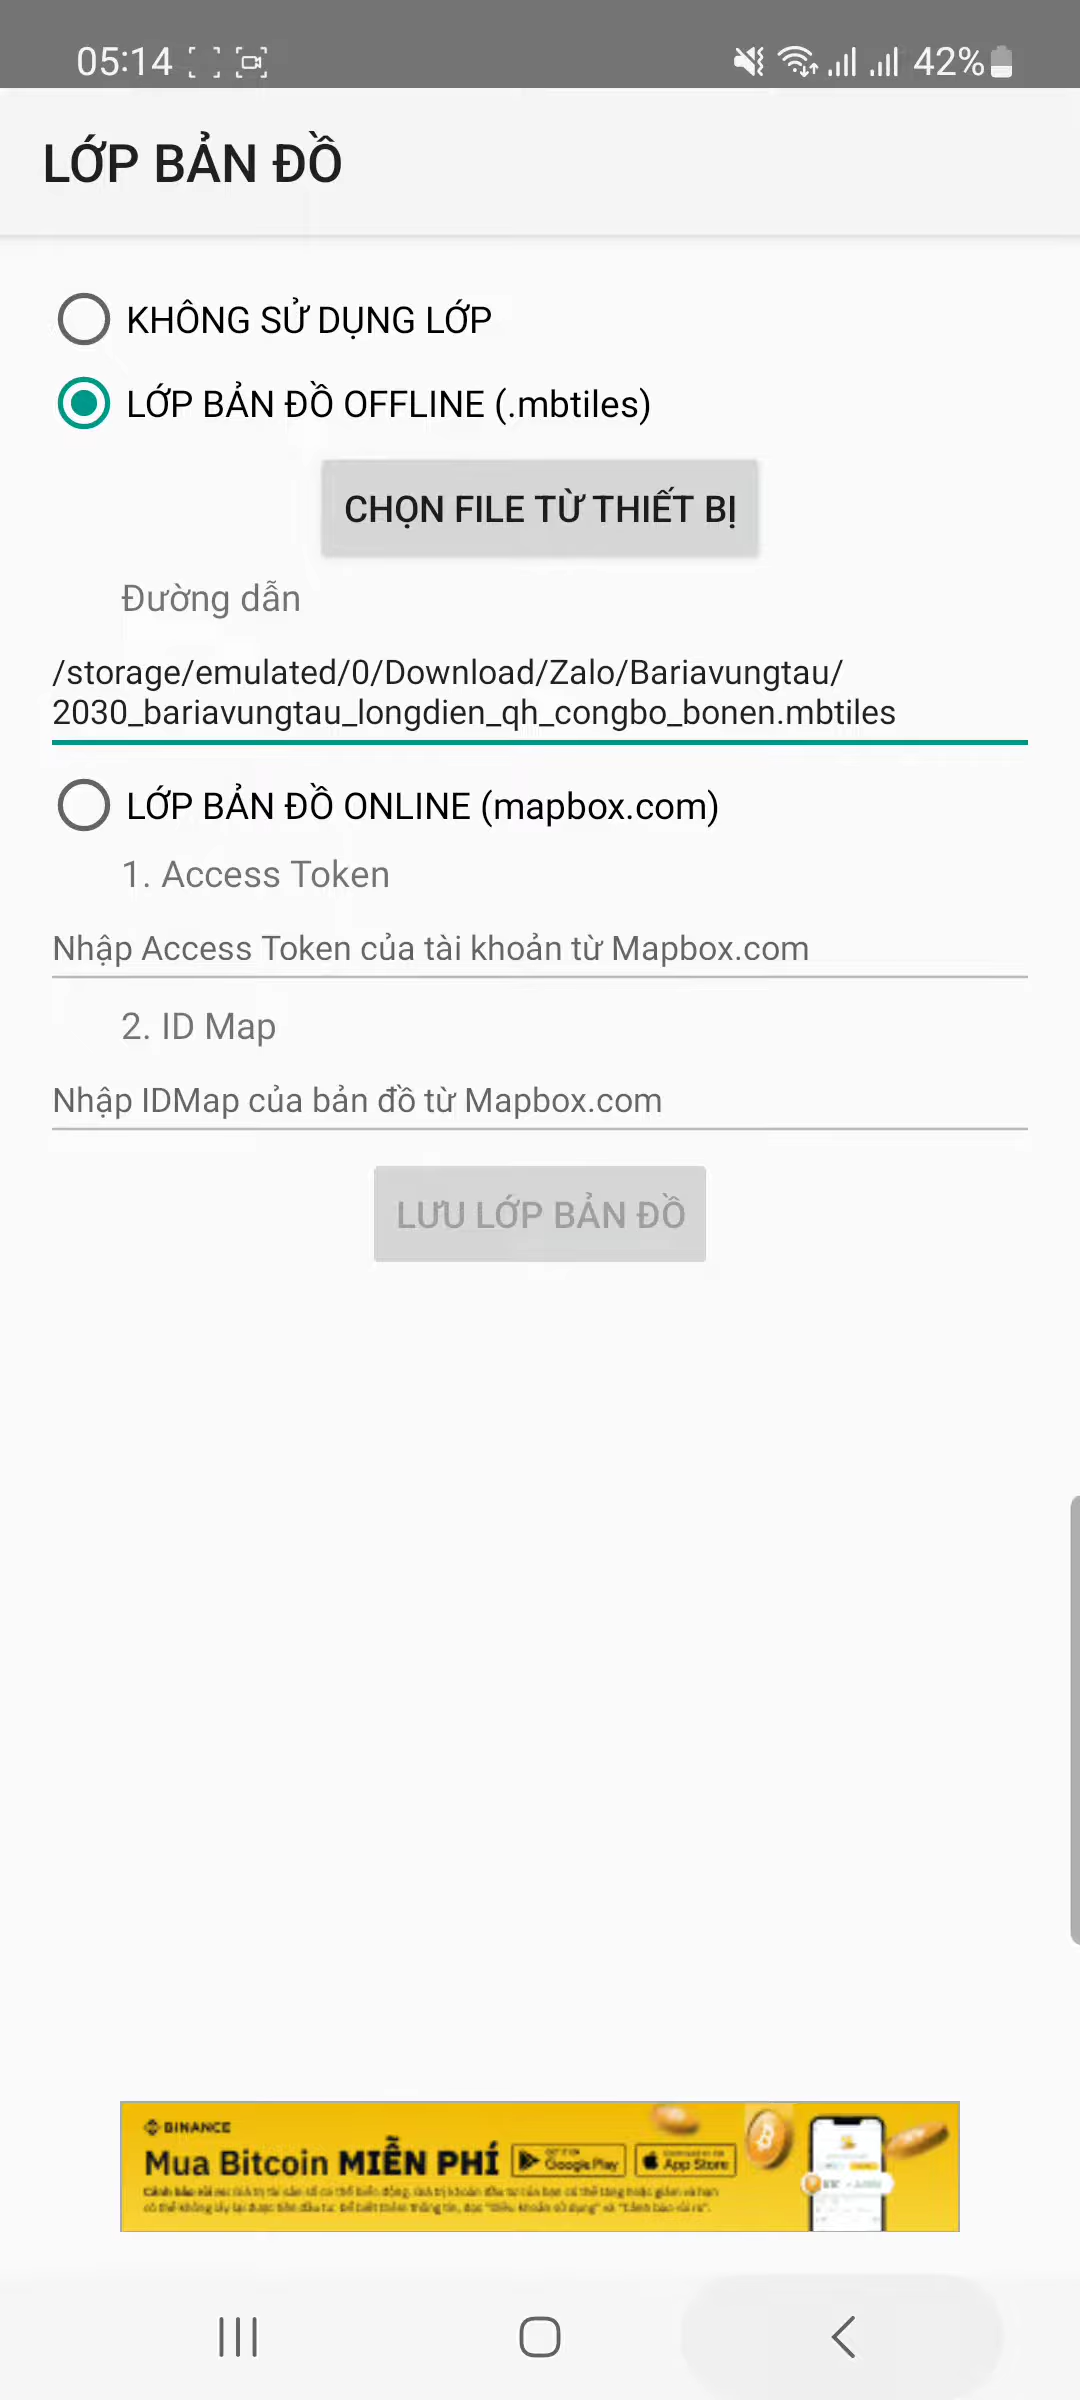 05:14
42%
LỚP BẢN ĐỒ
KHÔNG SỬ DỤNG LỚP
LỚP BẢN ĐỒ OFFLINE (.mbtiles)
CHỌN FILE TỪ THIẾT BỊ
Đường dẫn
/storage/emulated/0/Download/Zalo/Bariavungtau/
2030_bariavungtau_longdien_qh_congbo_bonen.mbtiles
LỚP BẢN ĐỒ ONLINE (mapbox.com)
1. Access Token
Nhập Access Token của tài khoản từ Mapbox.com
2. ID Map
Nhập IDMap của bản đồ từ Mapbox.com
LƯU LỚP BẢN ĐỒ
BINANCE
Mua Bitcoin MIỄN PHÍ
Google Play
App Store